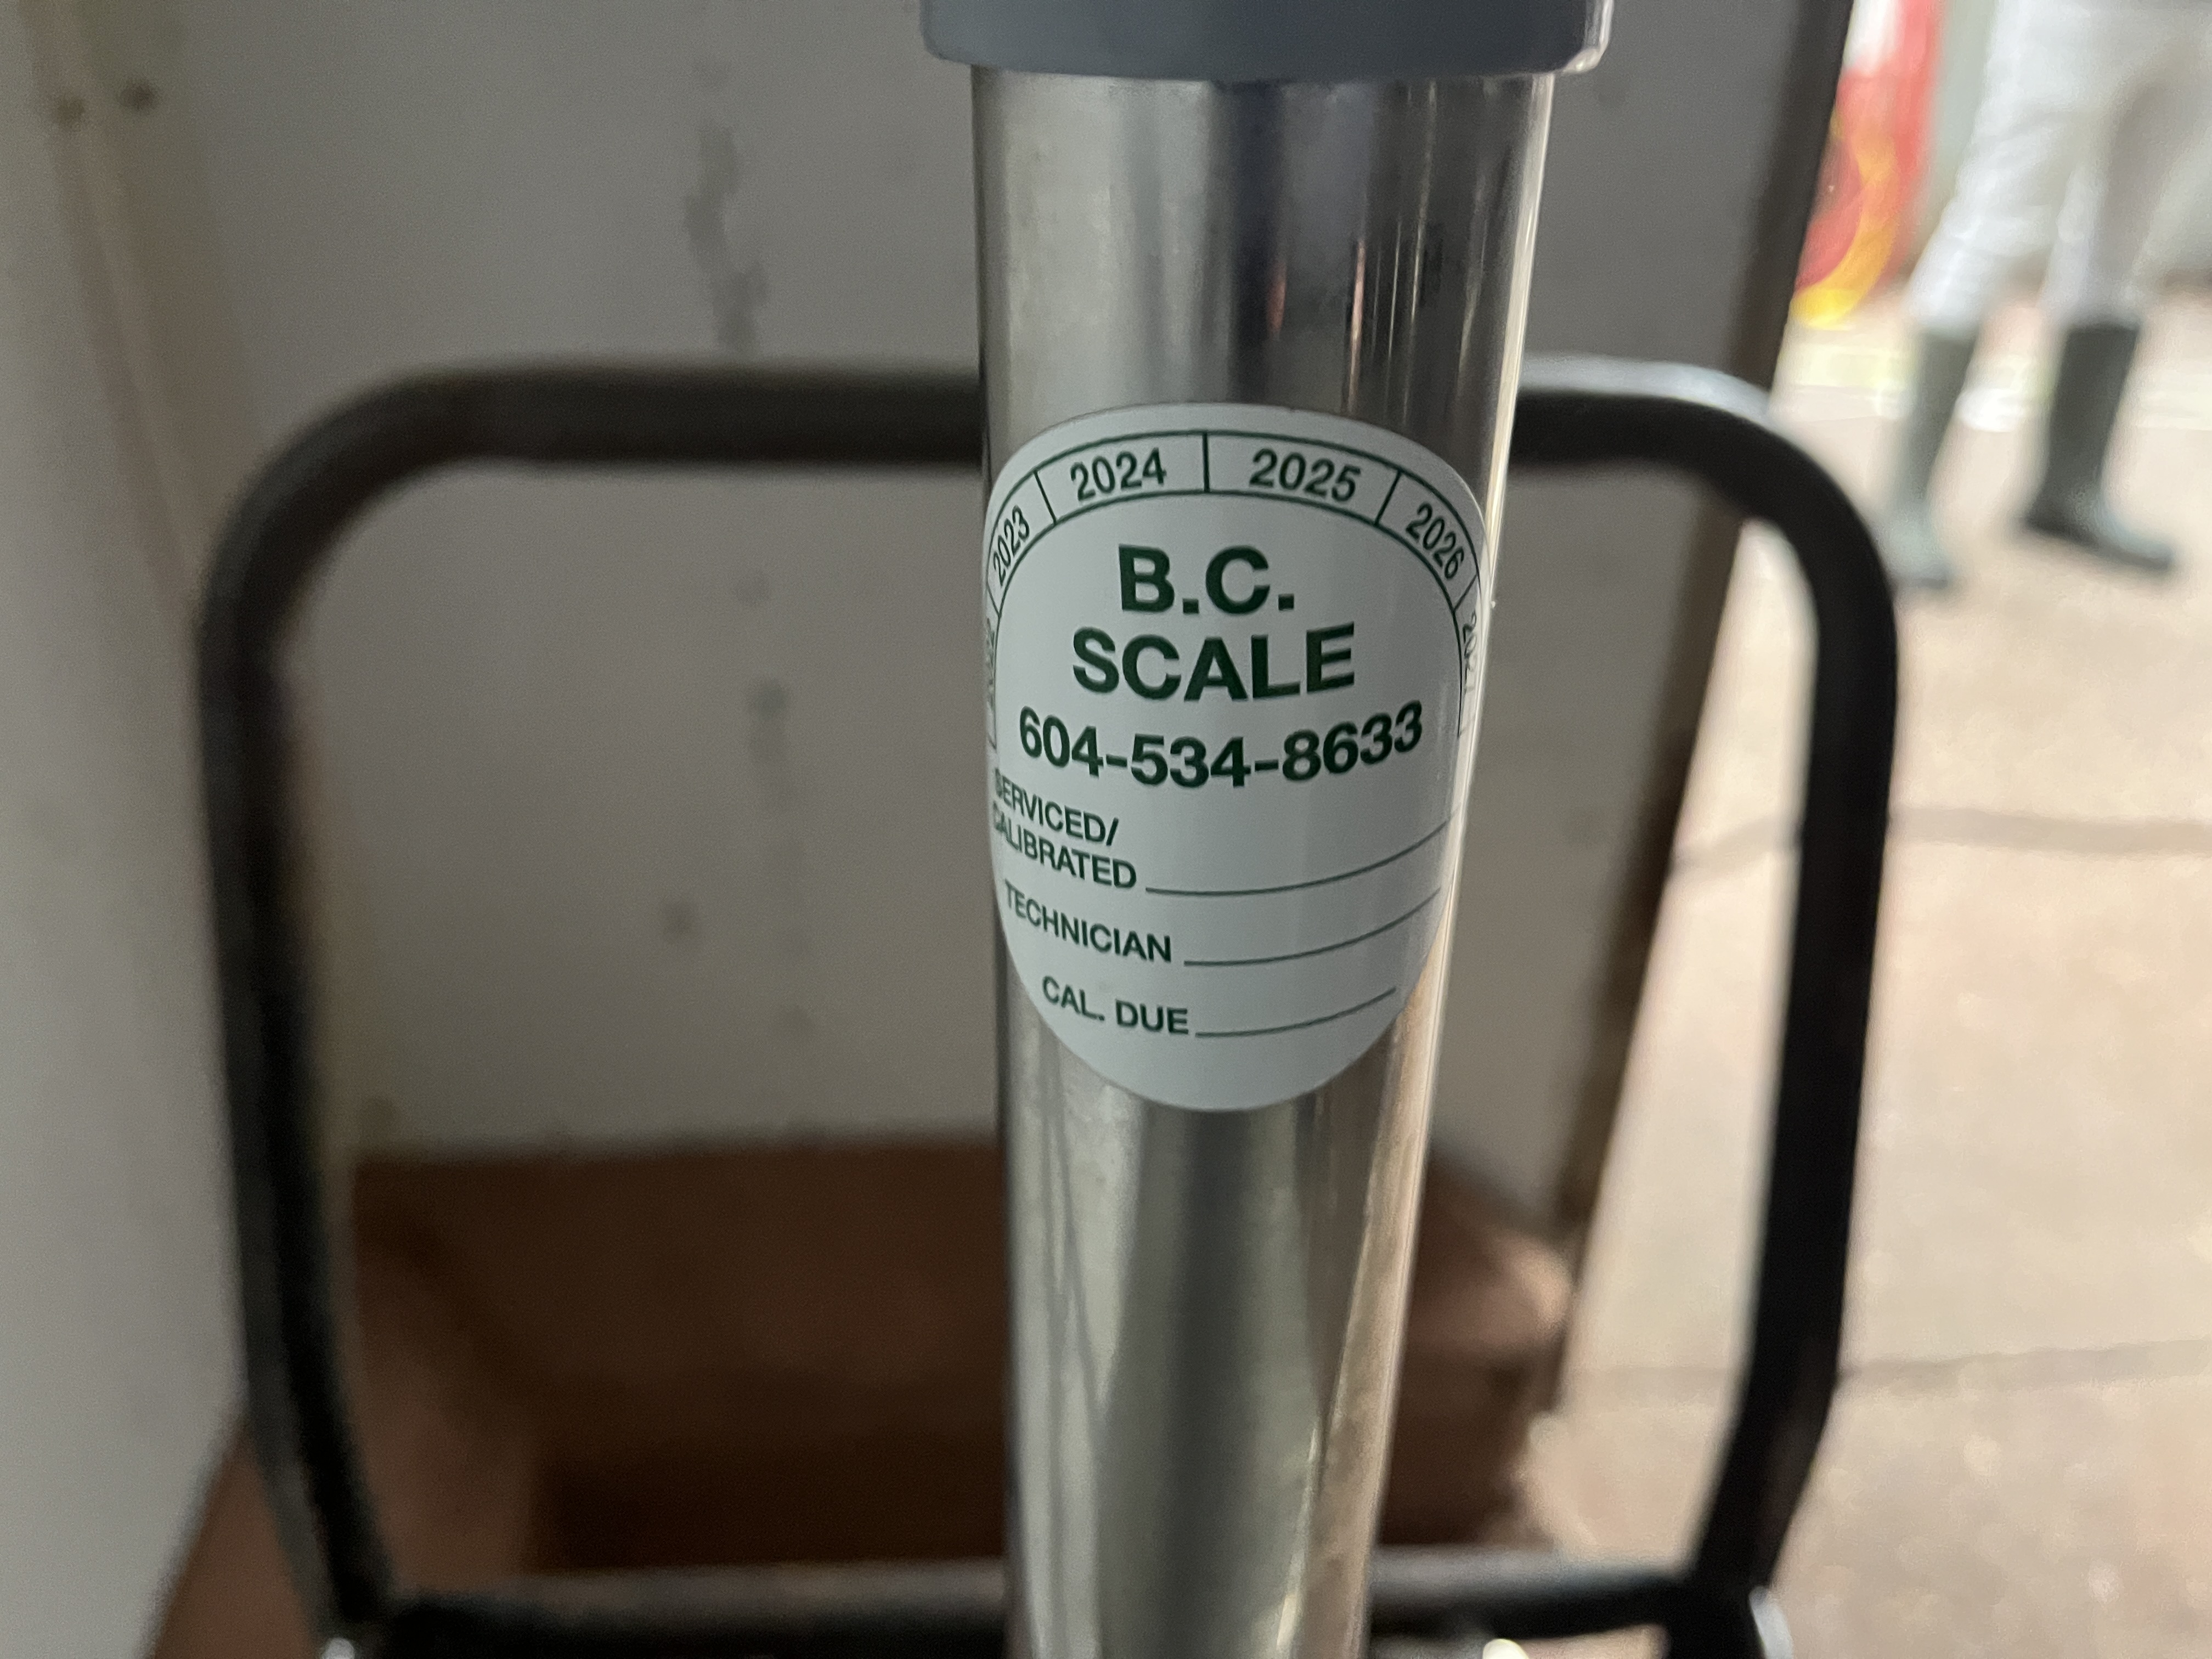 2023 2024 2025 2026
B.C.
SCALE
604-534-8633
SERVICED/
CALIBRATED
TECHNICIAN
CAL. DUE